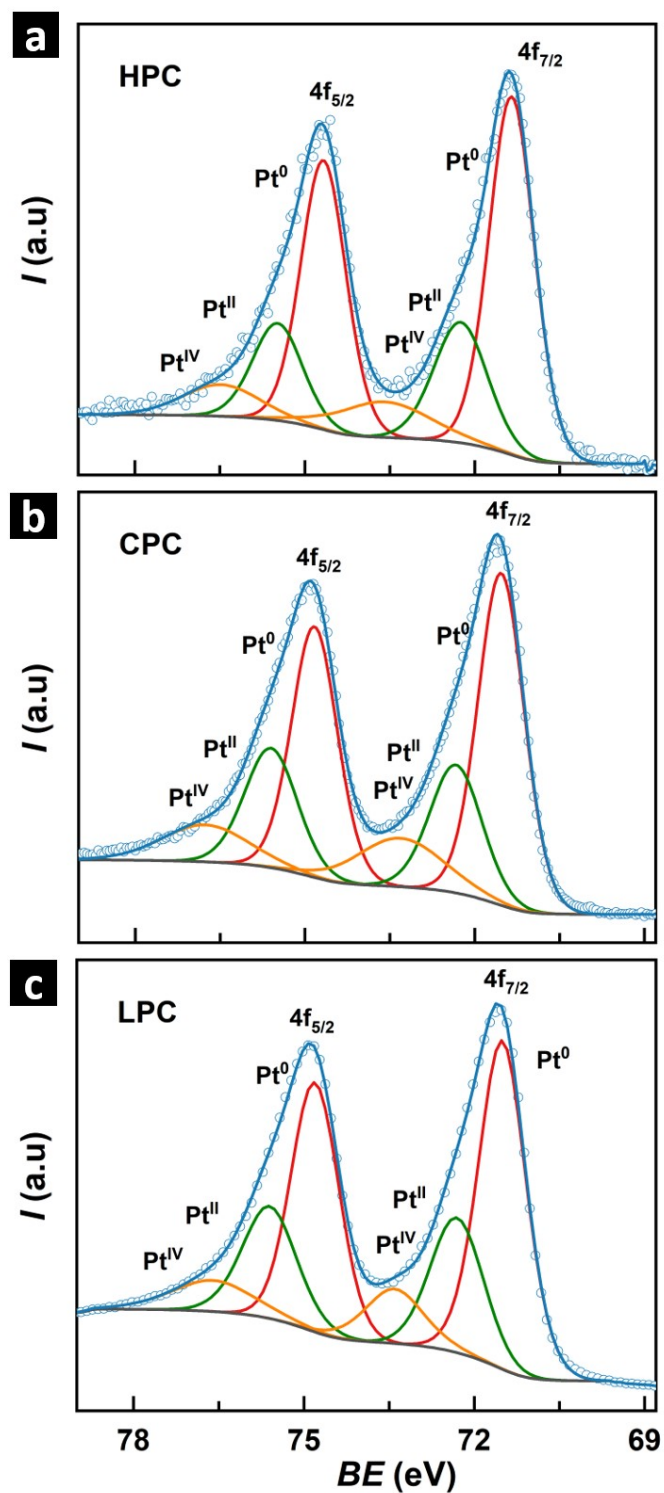 a
HPC
4f5/2
4f7/2
Pt0
Pt0
PtII
PtII
PtIV
PtIV
I (a.u)
b
CPC
4f5/2
4f7/2
Pt0
Pt0
PtII
PtII
PtIV
PtIV
I (a.u)
c
LPC
4f5/2
4f7/2
Pt0
Pt0
PtII
PtII
PtIV
PtIV
I (a.u)
78 75 72 69
BE (eV)